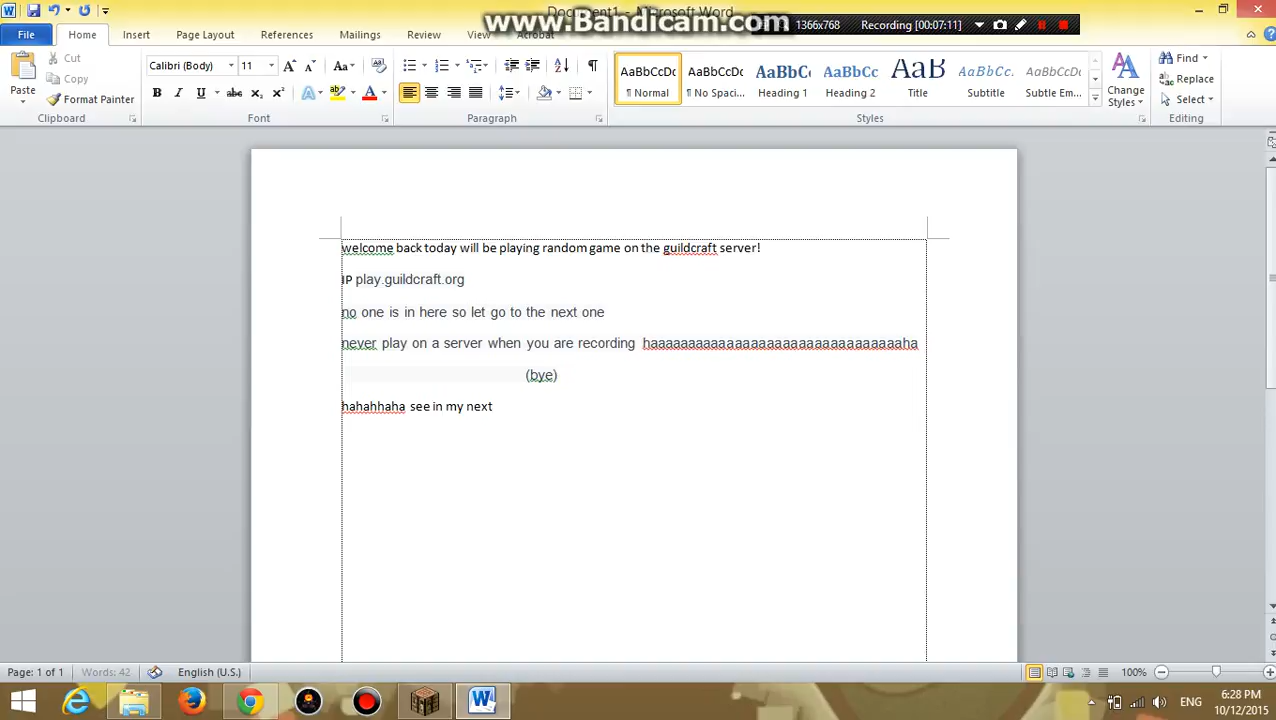 Document1 - Microsoft Word
www.Bandicam.com
1366x768 Recording [00:07:11]
File Home Insert Page Layout References Mailings Review View Acrobat
Paste Cut Copy Format Painter
Calibri (Body) 11
AaBbCcDc AaBbCcDc AaBbC AaBbCc AaB AaBbCc. AaBbCcDc
¶ Normal ¶ No Spaci... Heading 1 Heading 2 Title Subtitle Subtle Em...
Change Styles
Find Replace Select
Clipboard Font Paragraph Styles Editing
welcome back today will be playing random game on the guildcraft server!
IP play.guildcraft.org
no one is in here so let go to the next one
never play on a server when you are recording haaaaaaaaaaaaaaaaaaaaaaaaaaaaaaaaaha
(bye)
hahahhaha see in my next
Page: 1 of 1 Words: 42 English (U.S.) 100%
ENG 6:28 PM
10/12/2015